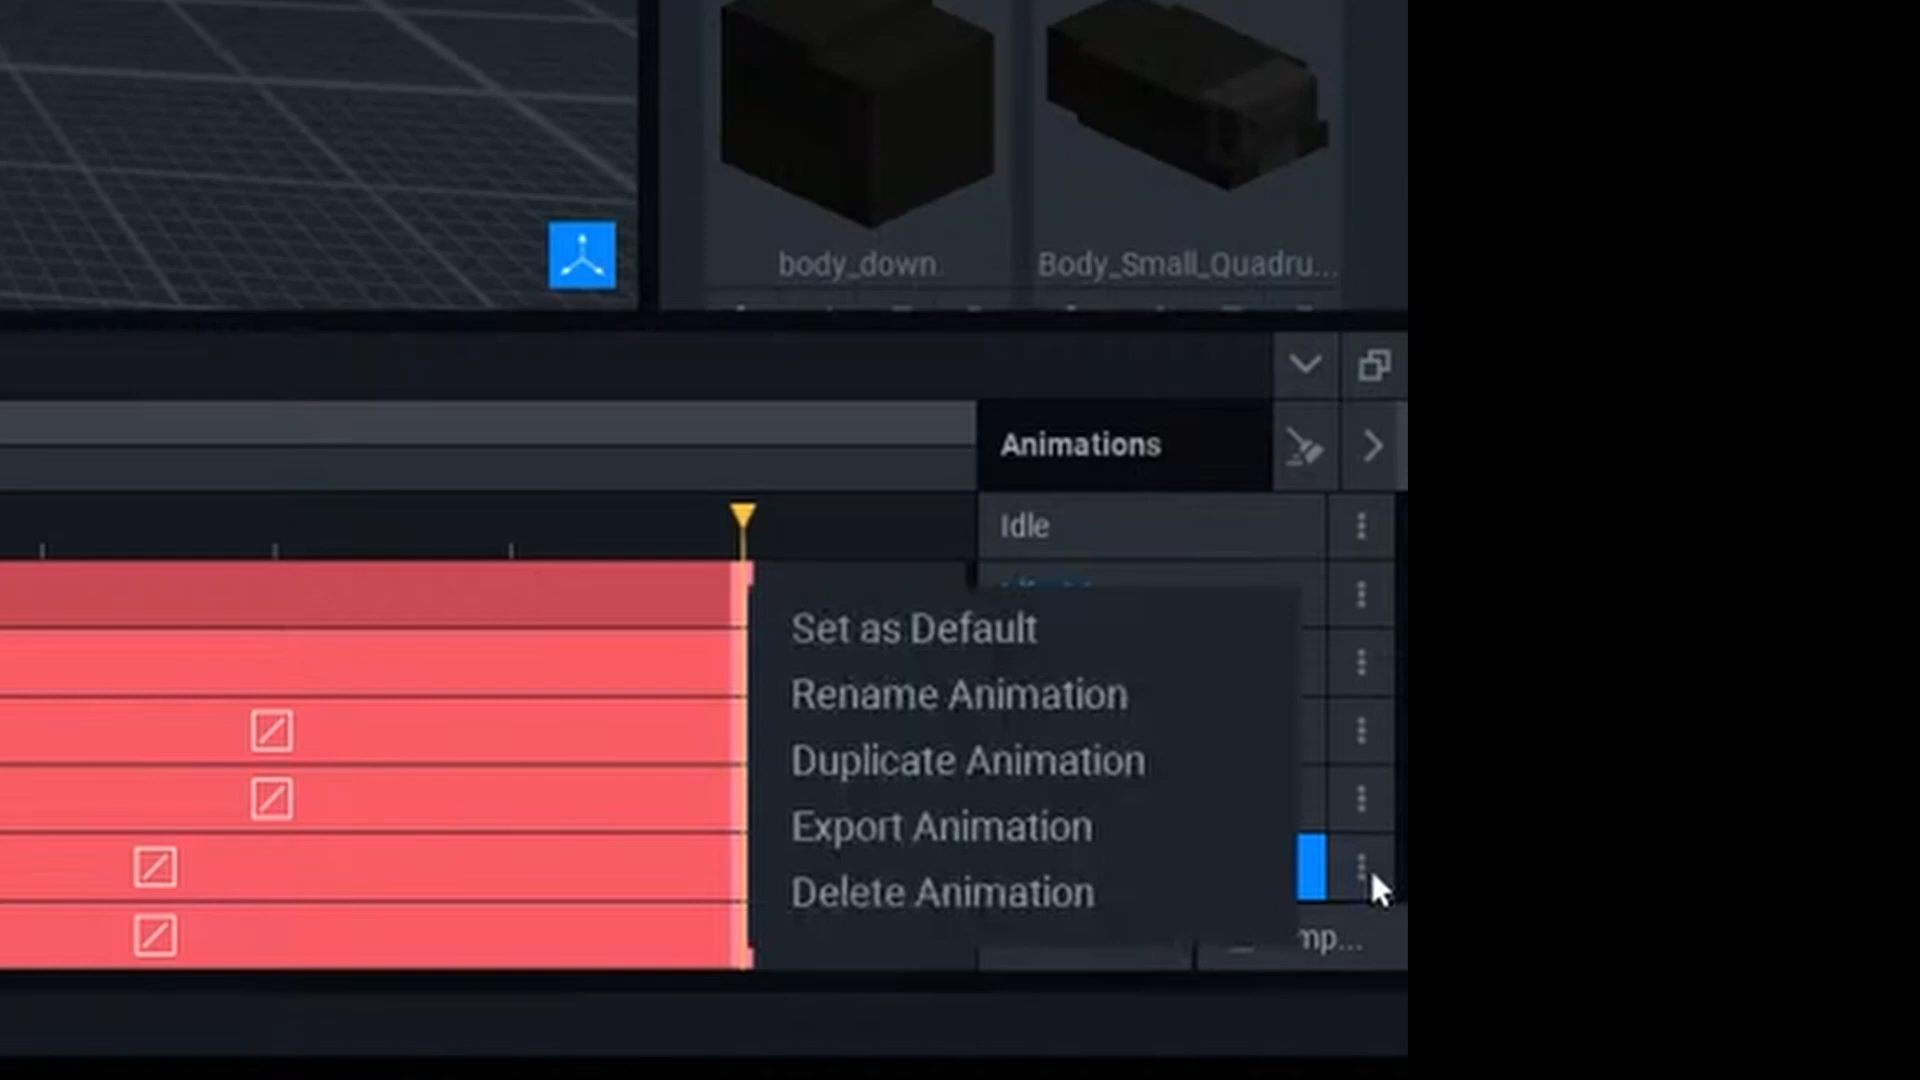 body_down
Body_Small_Quadru...
Animations
Idle
Set as Default
Rename Animation
Duplicate Animation
Export Animation
Delete Animation
mp...